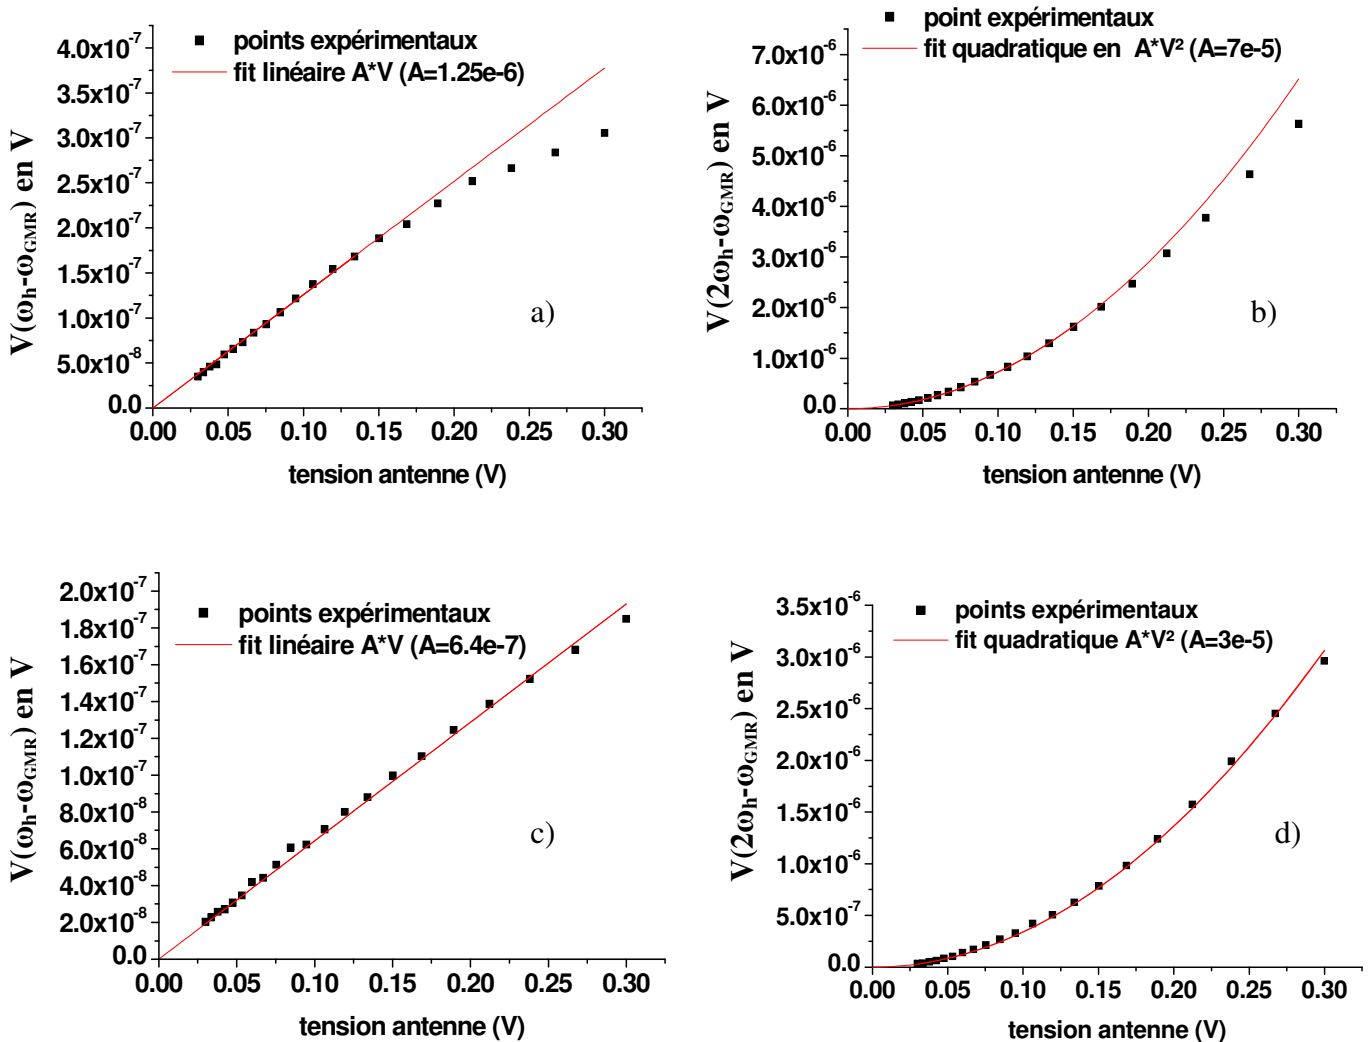 points expérimentaux
fit linéaire A*V (A=1.25e-6)
V(ωh-ωGMR) en V
4.0x10-7
3.5x10-7
3.0x10-7
2.5x10-7
2.0x10-7
1.5x10-7
1.0x10-7
5.0x10-8
0.0
0.00 0.05 0.10 0.15 0.20 0.25 0.30
tension antenne (V)
a)
point expérimentaux
fit quadratique en A*V² (A=7e-5)
V(2ωh-ωGMR) en V
7.0x10-6
6.0x10-6
5.0x10-6
4.0x10-6
3.0x10-6
2.0x10-6
1.0x10-6
0.0
0.00 0.05 0.10 0.15 0.20 0.25 0.30
tension antenne (V)
b)
points expérimentaux
fit linéaire A*V (A=6.4e-7)
V(ωh-ωGMR) en V
2.0x10-7
1.8x10-7
1.6x10-7
1.4x10-7
1.2x10-7
1.0x10-7
8.0x10-8
6.0x10-8
4.0x10-8
2.0x10-8
0.0
0.00 0.05 0.10 0.15 0.20 0.25 0.30
tension antenne (V)
c)
points expérimentaux
fit quadratique A*V² (A=3e-5)
V(2ωh-ωGMR) en V
3.5x10-6
3.0x10-6
2.5x10-6
2.0x10-6
1.5x10-6
1.0x10-6
5.0x10-7
0.0
0.00 0.05 0.10 0.15 0.20 0.25 0.30
tension antenne (V)
d)